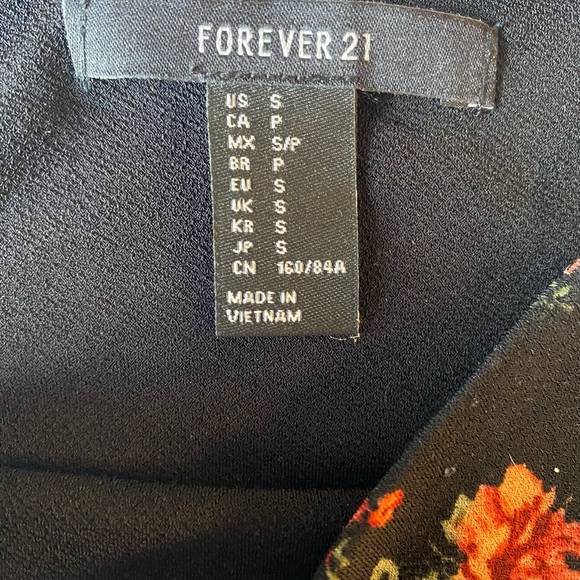 FOREVER 21
US S
CA P
MX S/P
BR P
EU S
UK S
KR S
JP S
CN 160/84A
MADE IN
VIETNAM